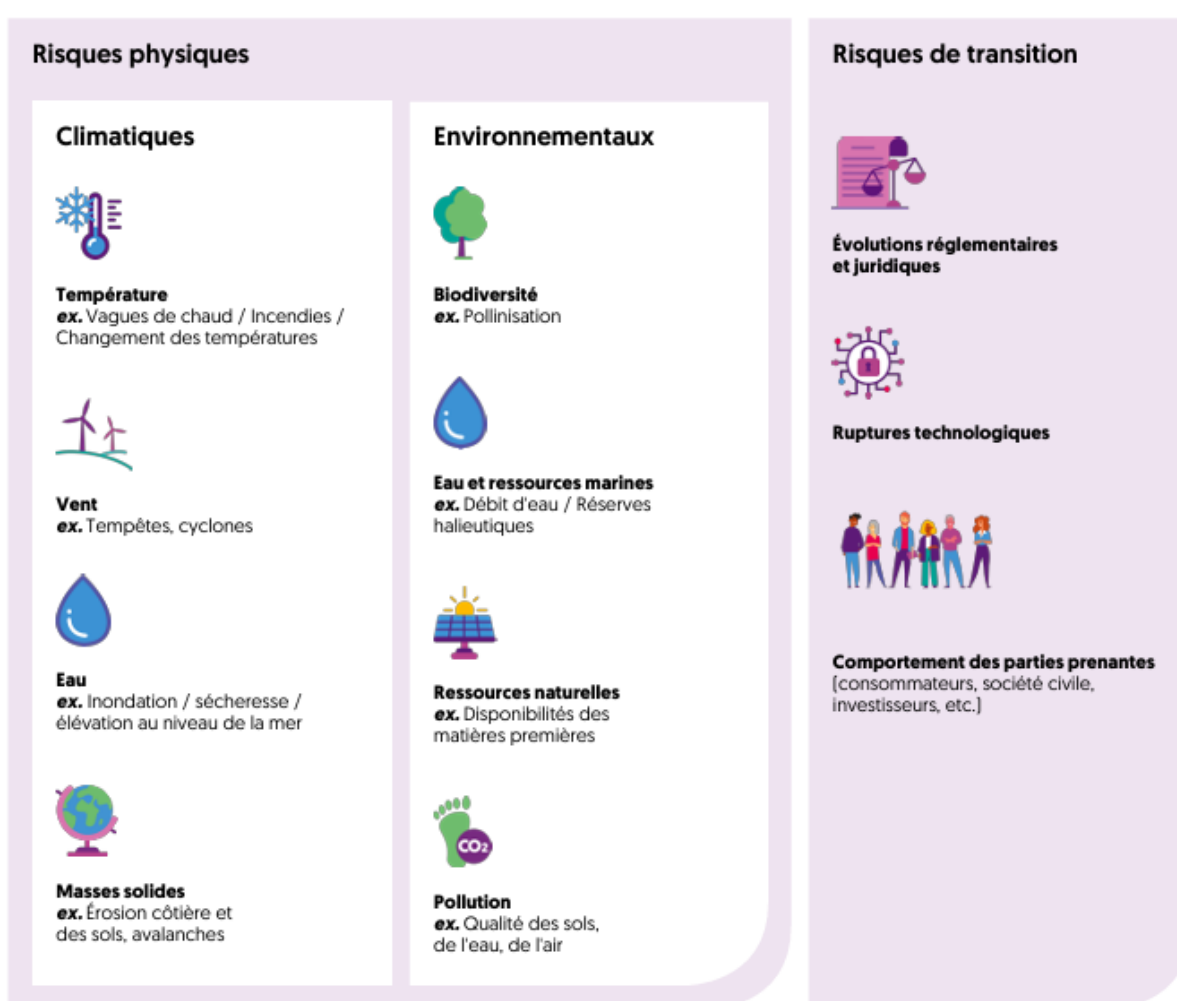 Risques physiques
Climatiques
Température
ex. Vagues de chaud / Incendies /
Changement des températures
Vent
ex. Tempêtes, cyclones
Eau
ex. Inondation / sécheresse /
élévation au niveau de la mer
Masses solides
ex. Érosion côtière et
des sols, avalanches
Environnementaux
Biodiversité
ex. Pollinisation
Eau et ressources marines
ex. Débit d'eau / Réserves
halieutiques
Ressources naturelles
ex. Disponibilités des
matières premières
CO2
Pollution
ex. Qualité des sols,
de l'eau, de l'air
Risques de transition
Évolutions réglementaires
et juridiques
Ruptures technologiques
Comportement des parties prenantes
(consommateurs, société civile,
investisseurs, etc.)